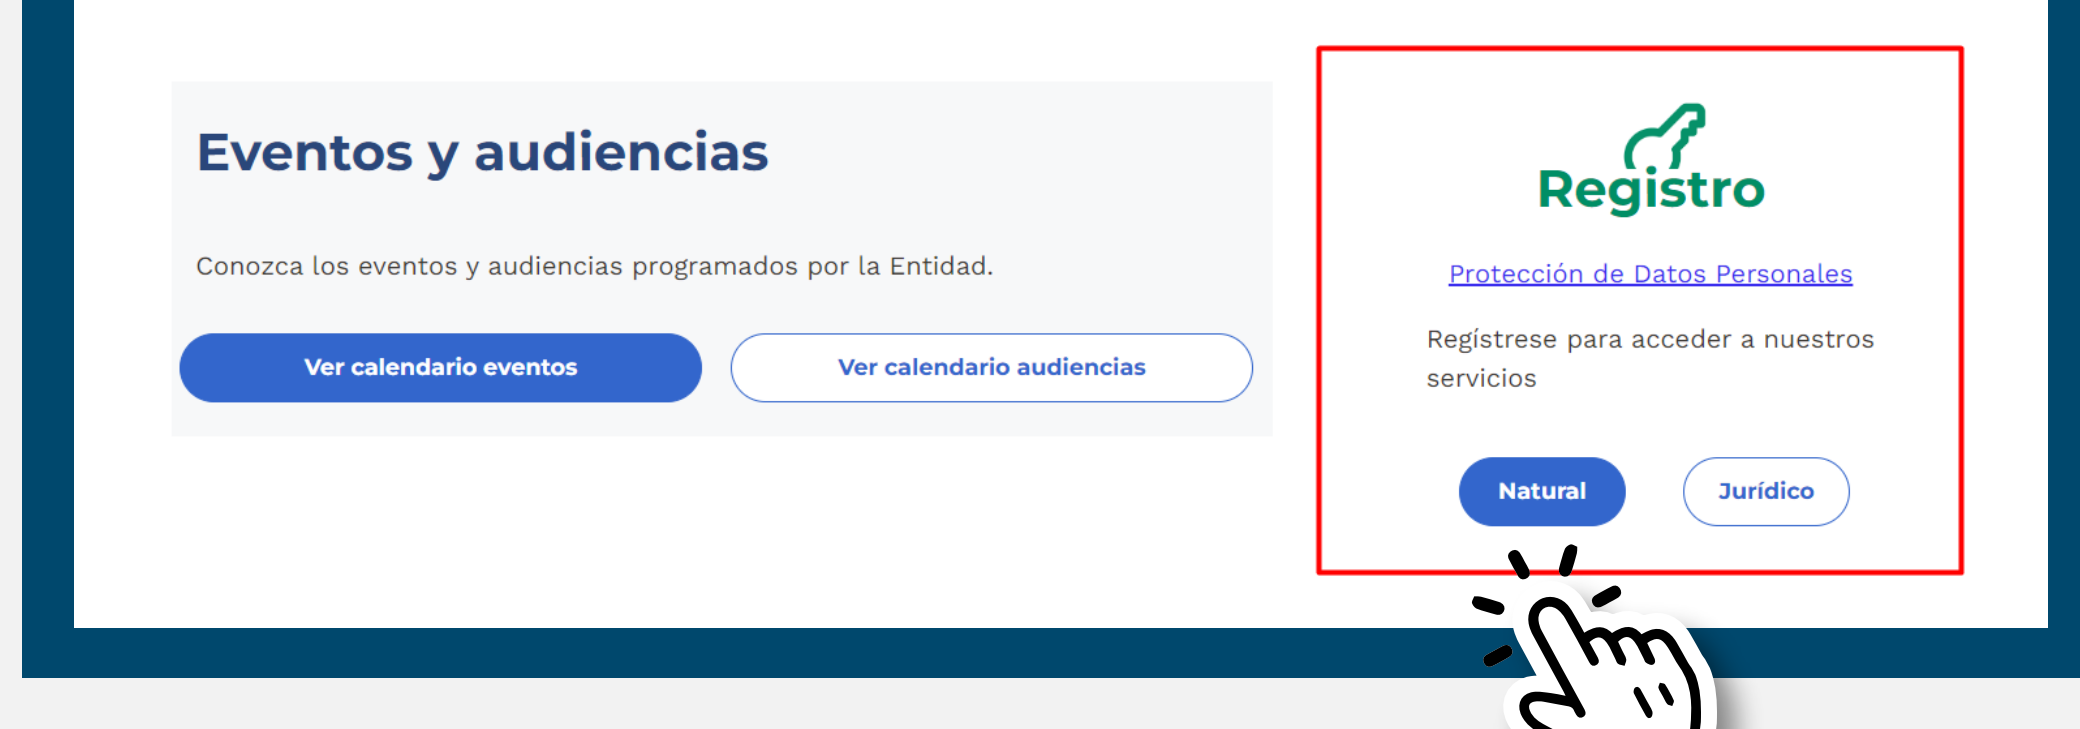 Eventos y audiencias
Conozca los eventos y audiencias programados por la Entidad.
Ver calendario eventos
Ver calendario audiencias
Registro
Protección de Datos Personales
Regístrese para acceder a nuestros
servicios
Natural
Jurídico